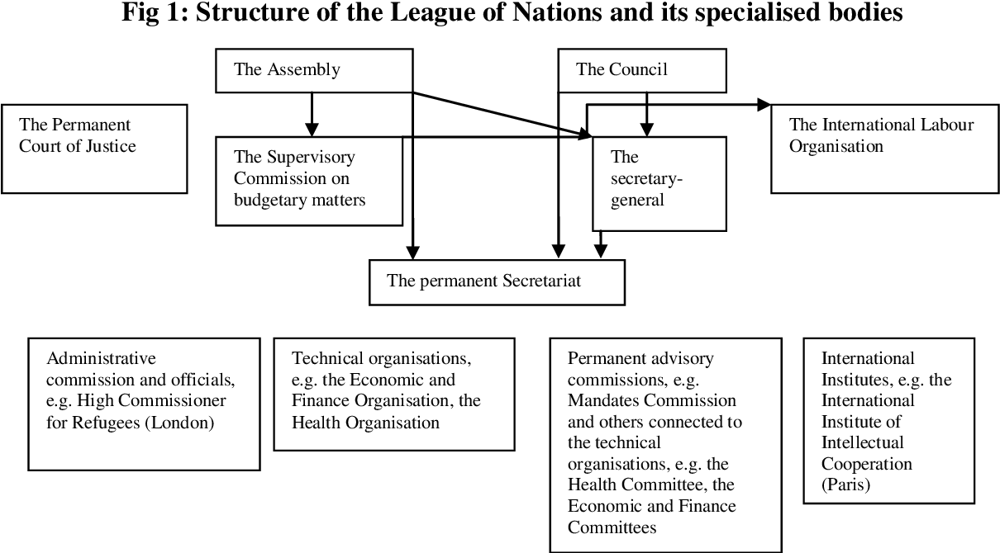 Fig 1: Structure of the League of Nations and its specialised bodies
The Assembly
The Council
The Permanent
Court of Justice
The Supervisory
Commission on
budgetary matters
The
secretary-
general
The International Labour
Organisation
The permanent Secretariat
Administrative
commission and officials,
e.g. High Commissioner
for Refugees (London)
Technical organisations,
e.g. the Economic and
Finance Organisation, the
Health Organisation
Permanent advisory
commissions, e.g.
Mandates Commission
and others connected to
the technical
organisations, e.g. the
Health Committee, the
Economic and Finance
Committees
International
Institutes, e.g. the
International
Institute of
Intellectual
Cooperation
(Paris)